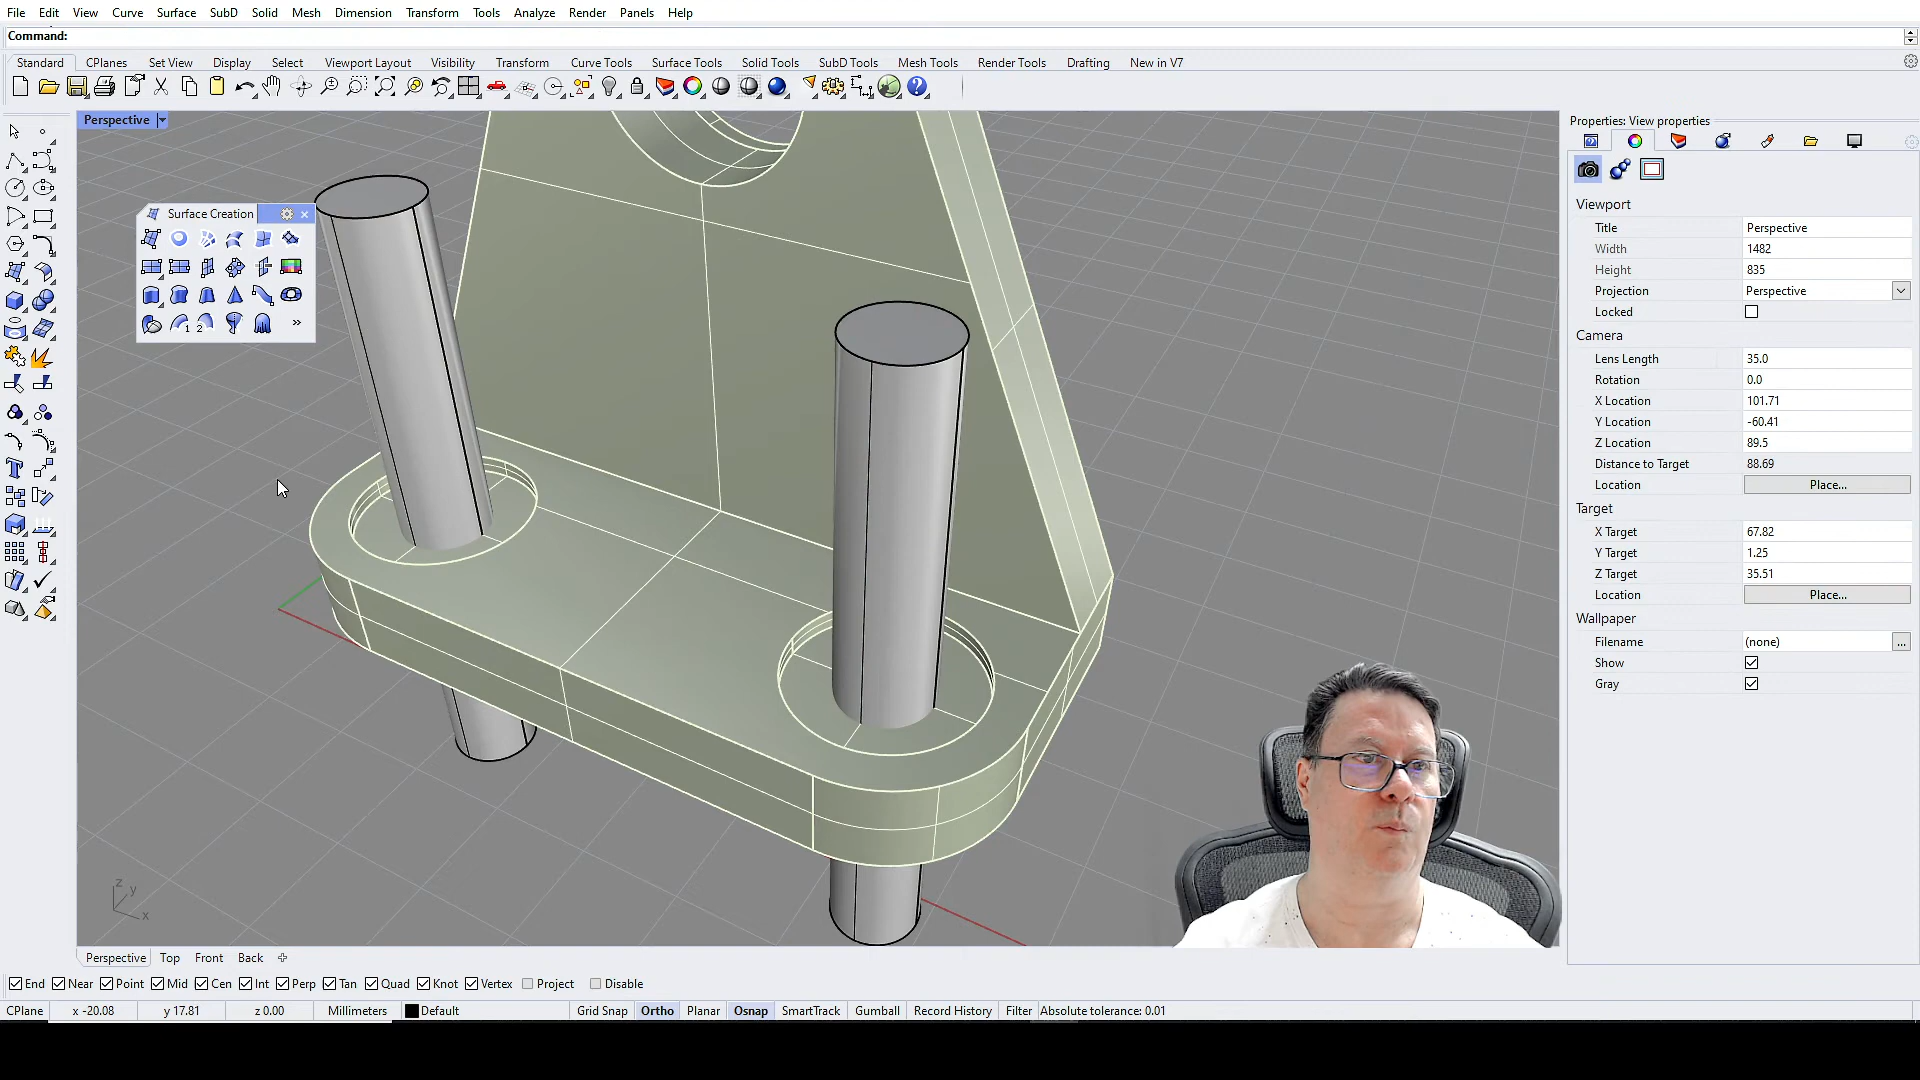 File Edit View Curve Surface SubD Solid Mesh Dimension Transform Tools Analyze Render Panels Help
Command:
Standard CPlanes Set View Display Select Viewport Layout Visibility Transform Curve Tools Surface Tools Solid Tools SubD Tools Mesh Tools Render Tools Drafting New in V7
Perspective
Properties: View properties
Surface Creation
1 2
»
Viewport
Title Perspective
Width 1482
Height 835
Projection Perspective
Locked
Camera
Lens Length 35.0
Rotation 0.0
X Location 101.71
Y Location -60.41
Z Location 89.5
Distance to Target 88.69
Location Place...
Target
X Target 67.82
Y Target 1.25
Z Target 35.51
Location Place...
Wallpaper
Filename (none) ...
Show
Gray
z
y
x
Perspective Top Front Back
End Near Point Mid Cen Int Perp Tan Quad Knot Vertex Project Disable
CPlane x -20.08 y 17.81 z 0.00 Millimeters Default Grid Snap Ortho Planar Osnap SmartTrack Gumball Record History Filter Absolute tolerance: 0.01